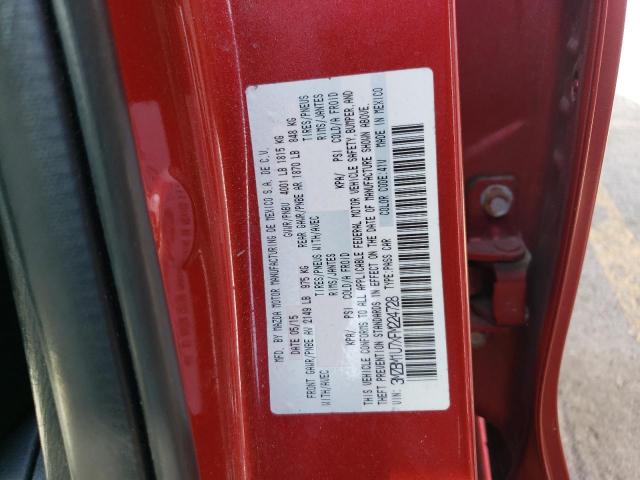 MFD. BY MAZDA MOTOR MANUFACTURING DE MEXICO S.A. DE C.V.
DATE 05/15 GVWR/PNBV 4001 LB 1815 KG
FRONT GAWR/PNBE AV 2149 LB 975 KG REAR GAWR/PNBE AR 1870 LB 848 KG
WITH/AVEC TIRES/PNEUS WITH/AVEC TIRES/PNEUS
RIMS/JANTES RIMS/JANTES
KPA/ PSI COLD/A FROID KPA/ PSI COLD/A FROID
THIS VEHICLE CONFORMS TO ALL APPLICABLE FEDERAL MOTOR VEHICLE SAFETY, BUMPER, AND
THEFT PREVENTION STANDARDS IN EFFECT ON THE DATE OF MANUFACTURE SHOWN ABOVE.
VIN: TYPE:PASS CAR COLOR CODE:41V MADE IN MEXICO